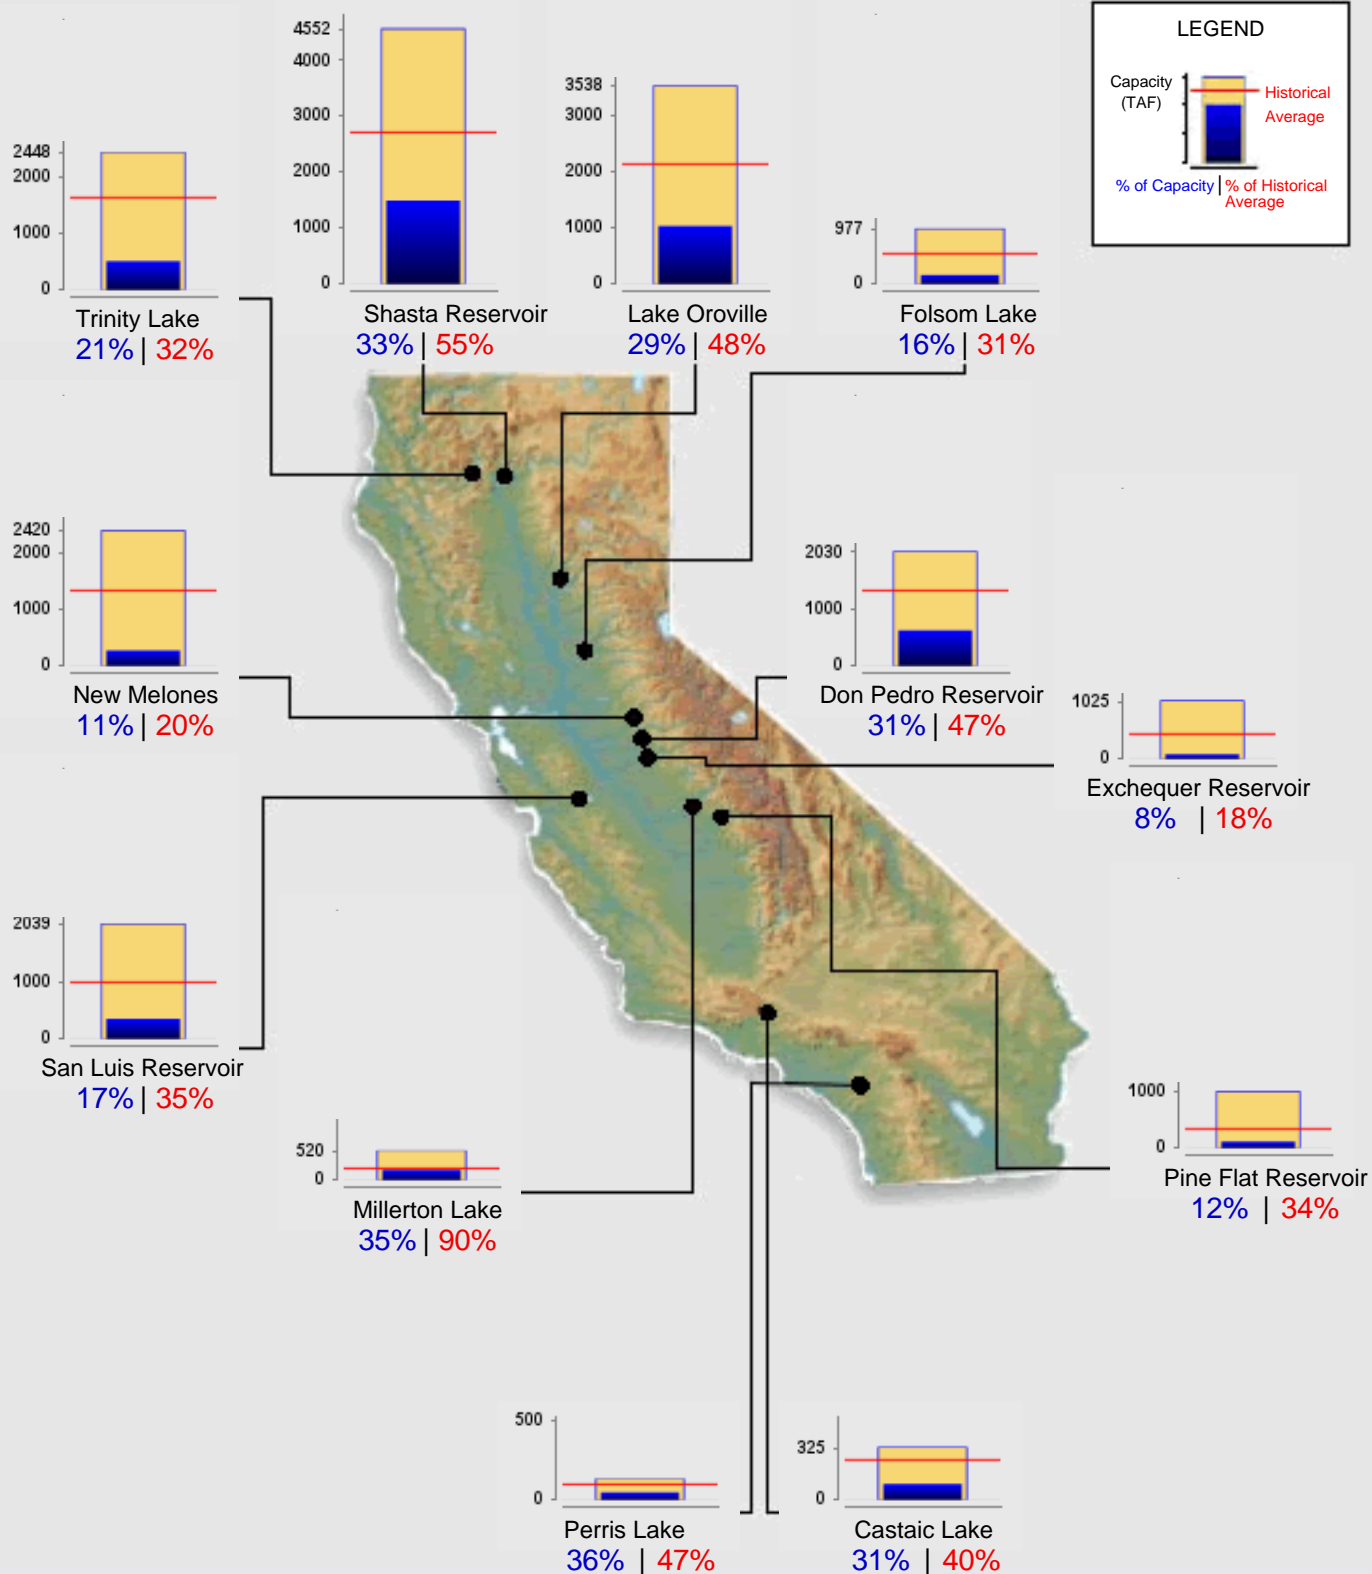 LEGEND
Capacity
(TAF)
Historical
Average
% of Capacity | % of Historical
Average
2448
2000
1000
0
Trinity Lake
21% | 32%
4552
4000
3000
2000
1000
0
Shasta Reservoir
33% | 55%
3538
3000
2000
1000
0
Lake Oroville
29% | 48%
977
0
Folsom Lake
16% | 31%
2420
2000
1000
0
New Melones
11% | 20%
2030
1000
0
Don Pedro Reservoir
31% | 47%
1025
0
Exchequer Reservoir
8% | 18%
2039
1000
0
San Luis Reservoir
17% | 35%
520
0
Millerton Lake
35% | 90%
1000
0
Pine Flat Reservoir
12% | 34%
500
0
Perris Lake
36% | 47%
325
0
Castaic Lake
31% | 40%